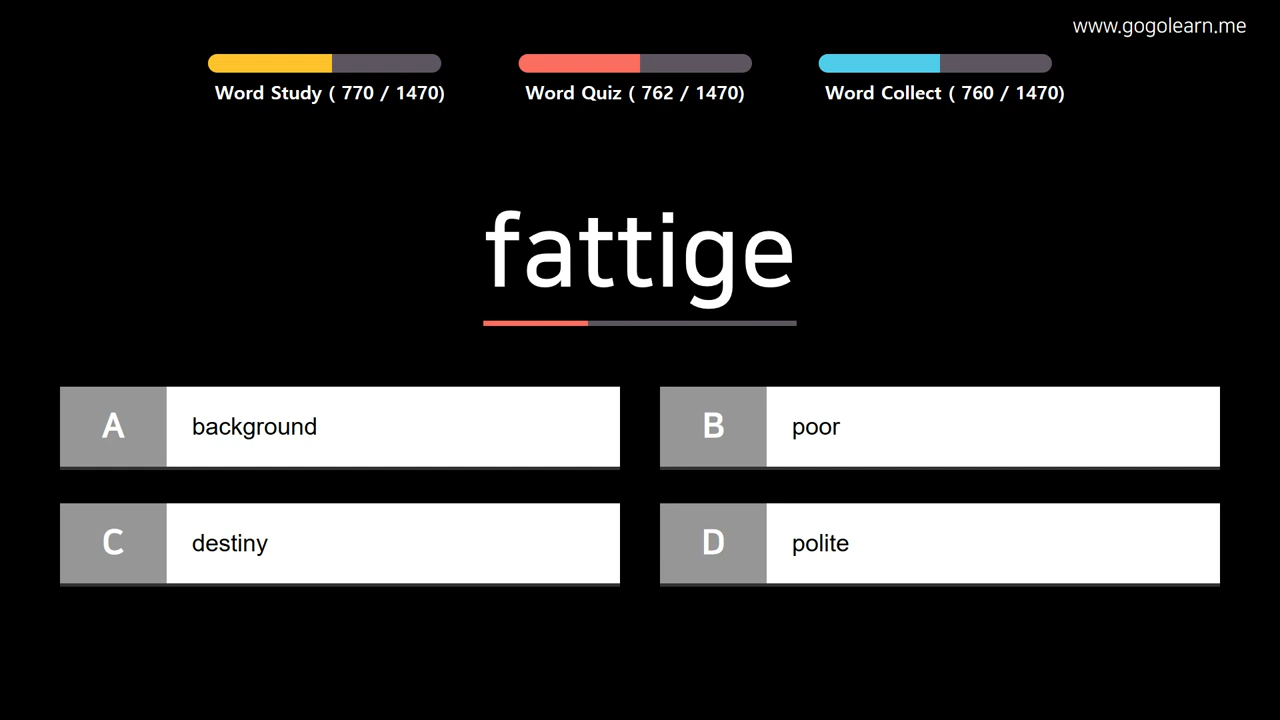 www.gogolearn.me
Word Study ( 770 / 1470)
Word Quiz ( 762 / 1470)
Word Collect ( 760 / 1470)
fattige
A background
B poor
C destiny
D polite